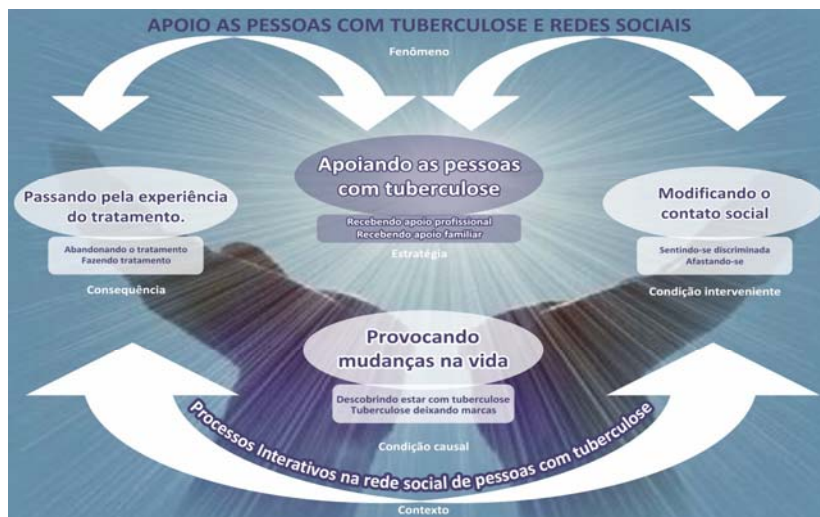 APOIO AS PESSOAS COM TUBERCULOSE E REDES SOCIAIS
Fenômeno
Apoiando as pessoas
com tuberculose
Recebendo apoio profissional
Recebendo apoio familiar
Estratégia
Passando pela experiência
do tratamento.
Abandonando o tratamento
Fazendo tratamento
Consequência
Modificando o
contato social
Sentindo-se discriminada
Afastando-se
Condição interveniente
Provocando
mudanças na vida
Descobrindo estar com tuberculose
Tuberculose deixando marcas
Condição causal
Processos Interativos na rede social de pessoas com tuberculose
Contexto